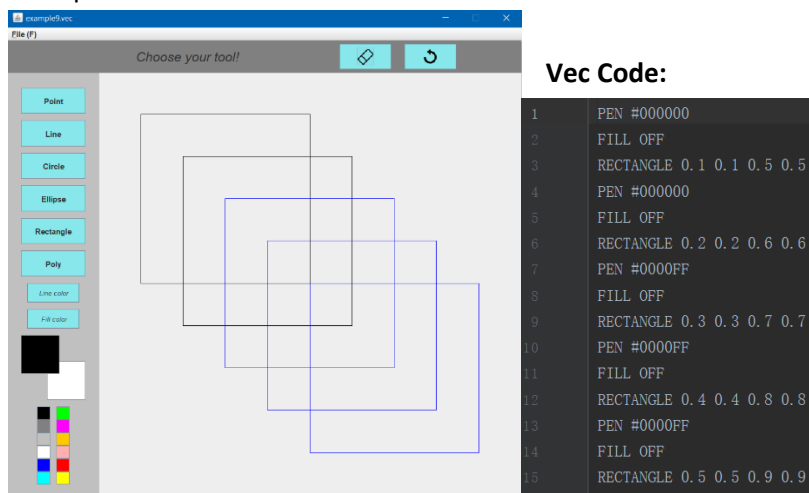 example9.vec
File (F)
Choose your tool!
Point
Line
Circle
Ellipse
Rectangle
Poly
Line color
Fill color
Vec Code:
1 PEN #000000
2 FILL OFF
3 RECTANGLE 0.1 0.1 0.5 0.5
4 PEN #000000
5 FILL OFF
6 RECTANGLE 0.2 0.2 0.6 0.6
7 PEN #0000FF
8 FILL OFF
9 RECTANGLE 0.3 0.3 0.7 0.7
10 PEN #0000FF
11 FILL OFF
12 RECTANGLE 0.4 0.4 0.8 0.8
13 PEN #0000FF
14 FILL OFF
15 RECTANGLE 0.5 0.5 0.9 0.9